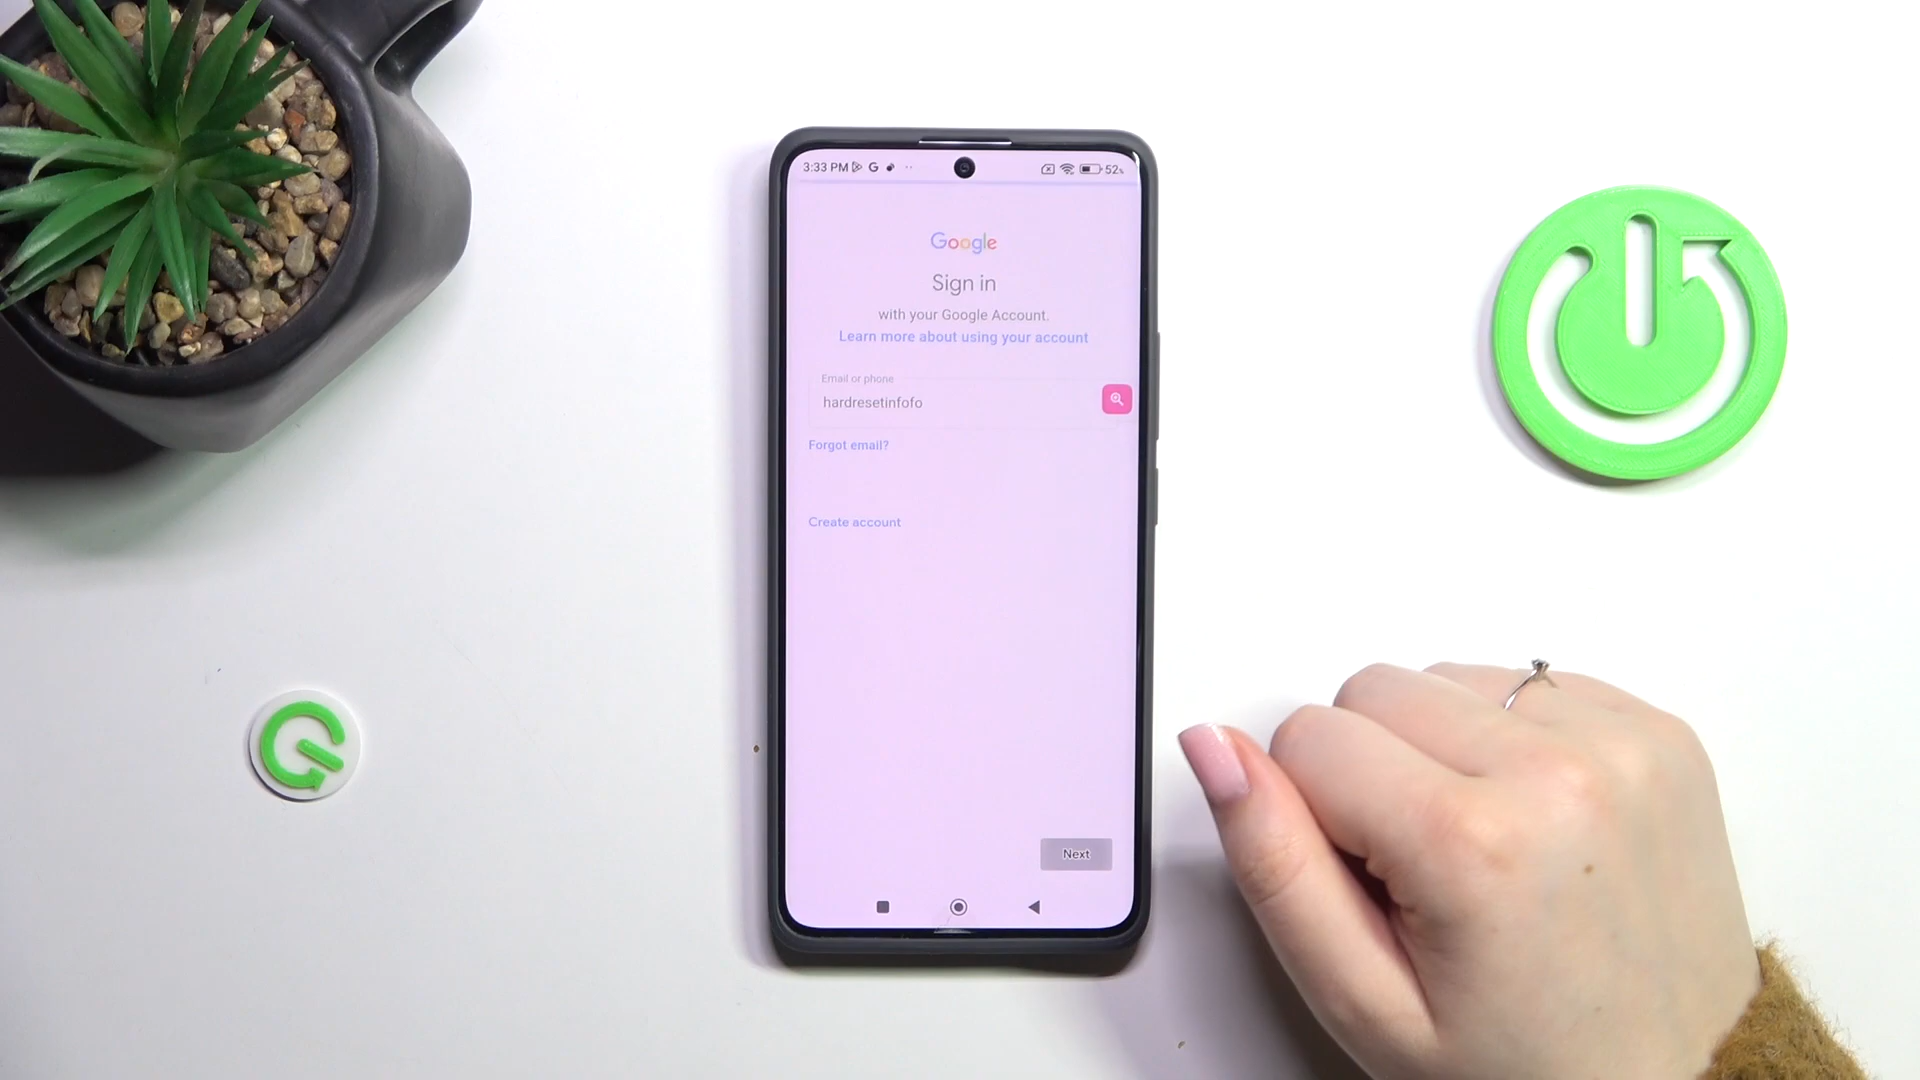 3:33 PM
52%
Google
Sign in
with your Google Account.
Learn more about using your account
Email or phone
hardresetinfofo
Forgot email?
Create account
Next